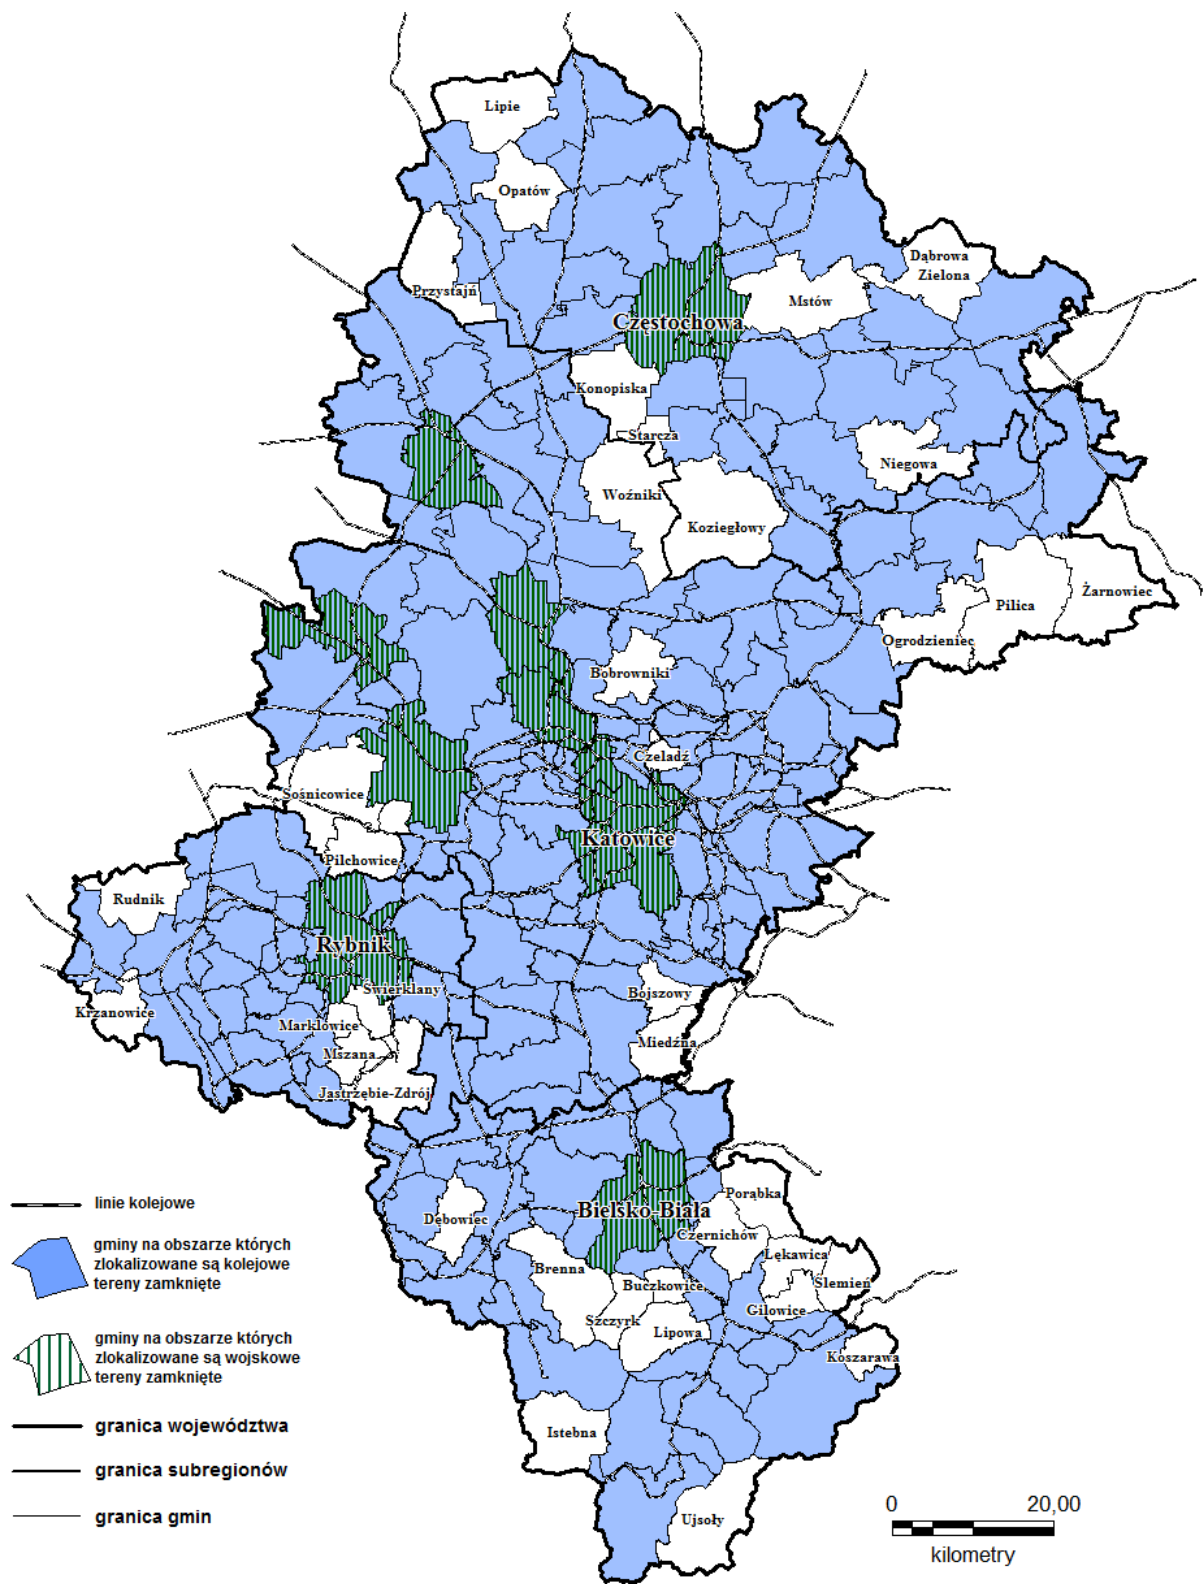 Lipie
Opatów
Przystajń
Dąbrowa
Zielona
Mstów
Częstochowa
Konopiska
Starcza
Niegowa
Woźniki
Koziegłowy
Pilica
Żarnowiec
Ogrodzieniec
Bobrowniki
Czeladź
Sośnicowice
Katowice
Pilchowice
Rudnik
Rybnik
Świerklany
Bojszowy
Krzanowice
Marklowice
Mszana
Miedźna
Jastrzębie-Zdrój
Porąbka
Dębowiec
Bielsko-Biała
Czernichów
Lękawica
Brenna
Buczkowice
Ślemień
Gilowice
Szczyrk
Lipowa
Koszarawa
Istebna
Ujsoły
linie kolejowe
gminy na obszarze których
zlokalizowane są kolejowe
tereny zamknięte
gminy na obszarze których
zlokalizowane są wojskowe
tereny zamknięte
granica województwa
granica subregionów
granica gmin
0 20,00
kilometry